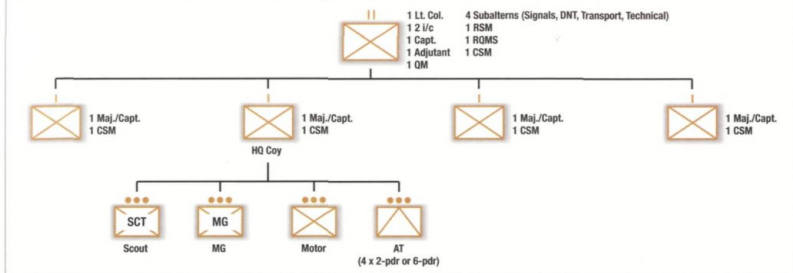 1 Lt. Col.
1 2 i/c
1 Capt.
1 Adjutant
1 QM
4 Subalterns (Signals, DNT, Transport, Technical)
1 RSM
1 RQMS
1 CSM
1 Maj./Capt.
1 CSM
1 Maj./Capt.
1 CSM
HQ Coy
1 Maj./Capt.
1 CSM
1 Maj./Capt.
1 CSM
SCT
Scout
MG
MG
Motor
AT
(4 x 2-pdr or 6-pdr)